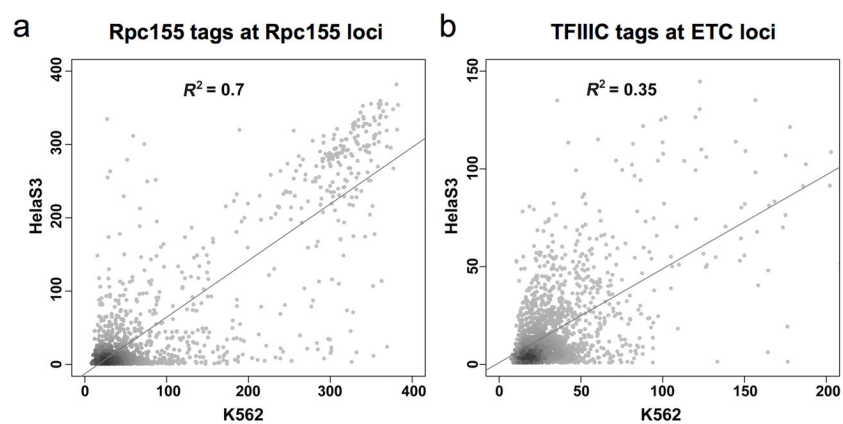 a
Rpc155 tags at Rpc155 loci
R² = 0.7
HelaS3
400
300
200
100
0
0 100 200 300 400
K562
b
TFIIIC tags at ETC loci
R² = 0.35
HelaS3
150
100
50
0
0 50 100 150 200
K562